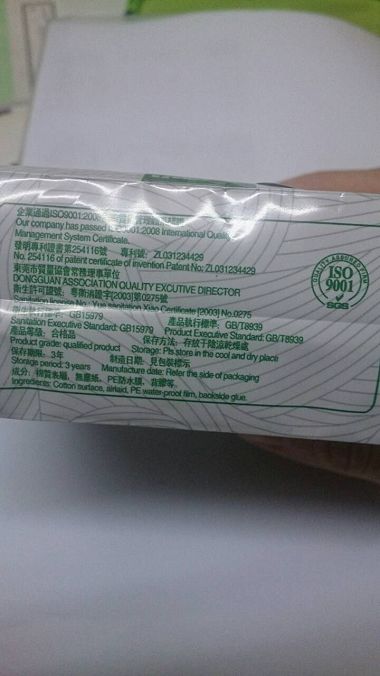 企業通過ISO9001:200
Our company has passed :2008 International Quality
Management System Certificate.
發明專利證書第254116號 專利號: ZL031234429
No. 254116 of patent certificate of invention Patent No: ZL031234429
東莞市質量協會常務理事單位
DONGGUAN ASSOCIATION QUALITY EXCUTIVE DIRECTOR
衛生許可證號: 粵衛消證字[2003]第0275號
Sanitation license No.: Yue sanitation Xiao Certificate [2003] No.0275
GB15979 產品執行標準: GB/T8939
Sanitation Executive Standard: GB15979 Product Executive Standard: GB/T8939
產品等級: 合格品 保存方法: 存放于陰涼乾燥處
Product grade: qualified product Storage: Pls.store in the cool and dry place
保存期限: 3年 製造日期: 見包裝標示
Storage period: 3 years Manufacture date: Refer the side of packaging
成分: 棉質表層、無塵紙、PE防水膜、背膠等.
Ingredients: Cotton surface, airlaid, PE water-proof film, backside glue.
QUALITY ASSURED FIRM
ISO
9001
SGS